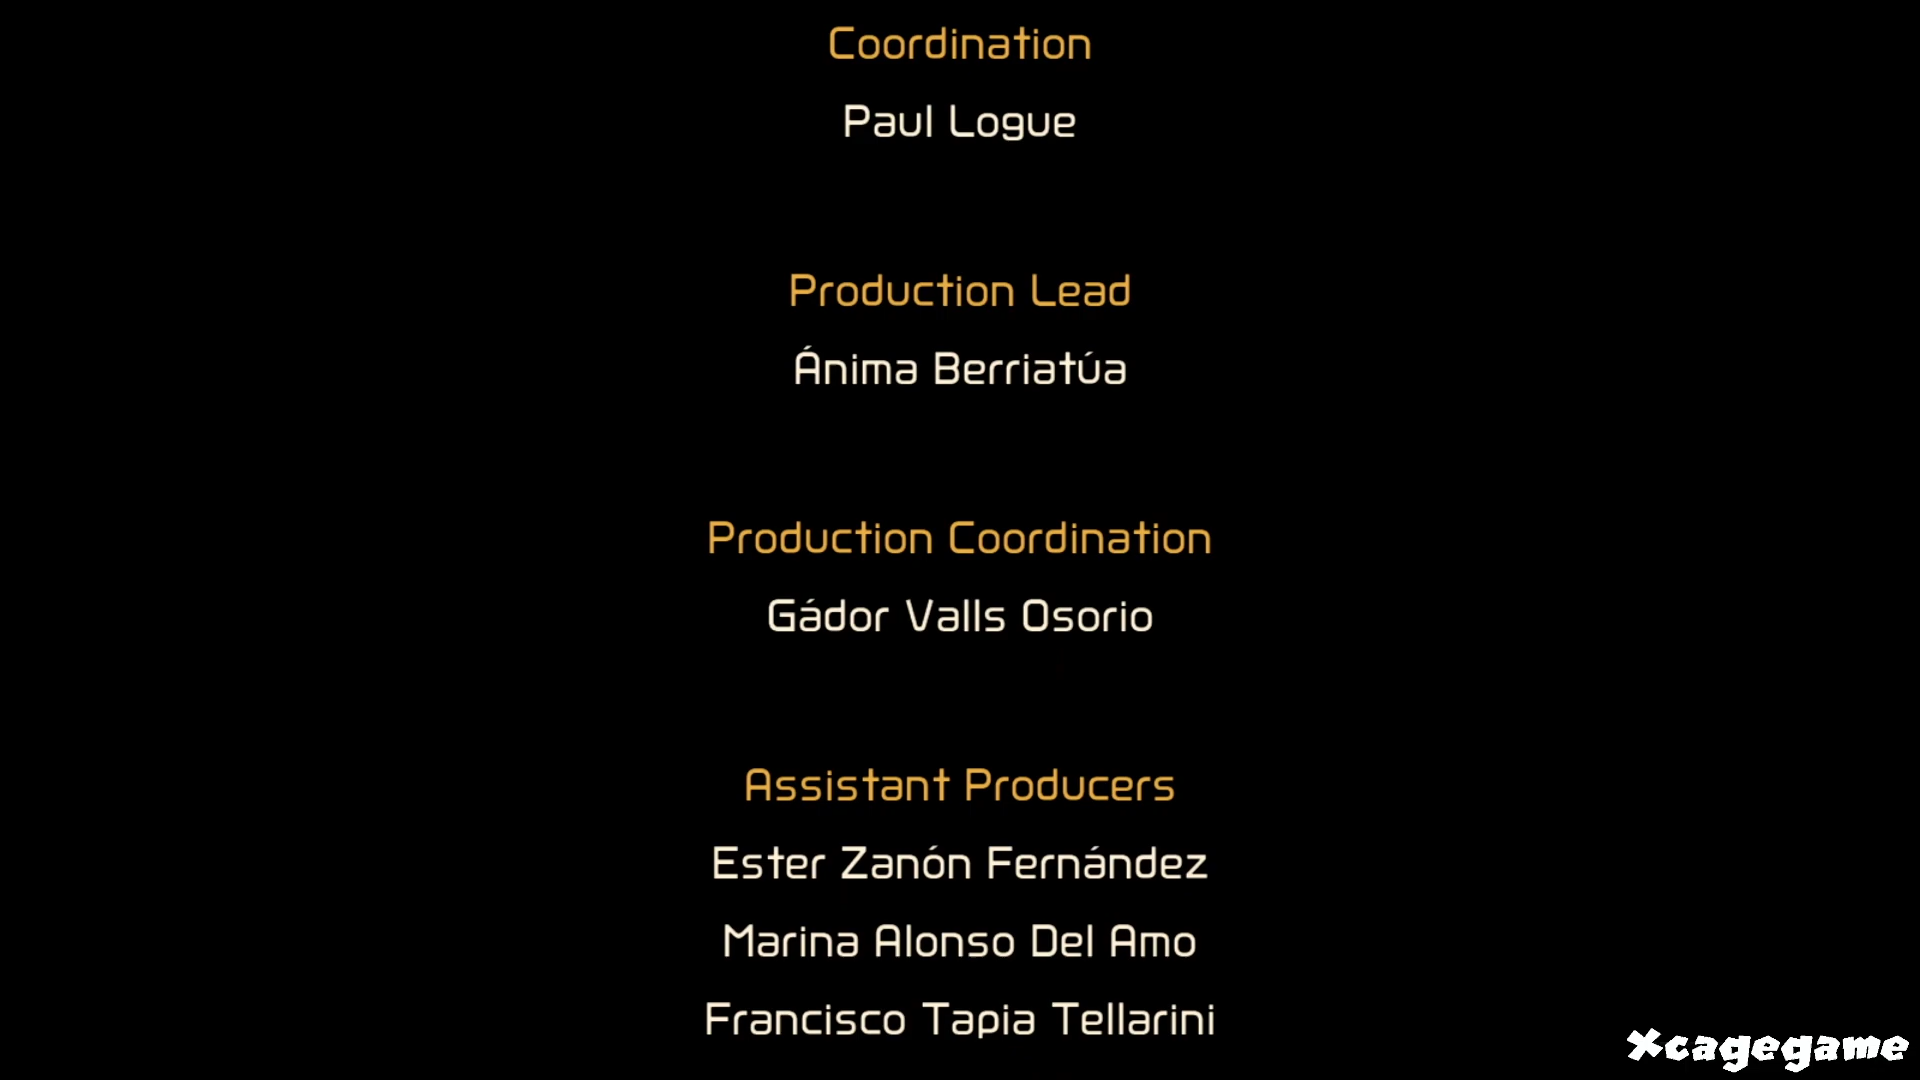 Coordination
Paul Logue
Production Lead
Ánima Berriatúa
Production Coordination
Gádor Valls Osorio
Assistant Producers
Ester Zanón Fernández
Marina Alonso Del Amo
Francisco Tapia Tellarini
Xcagegame